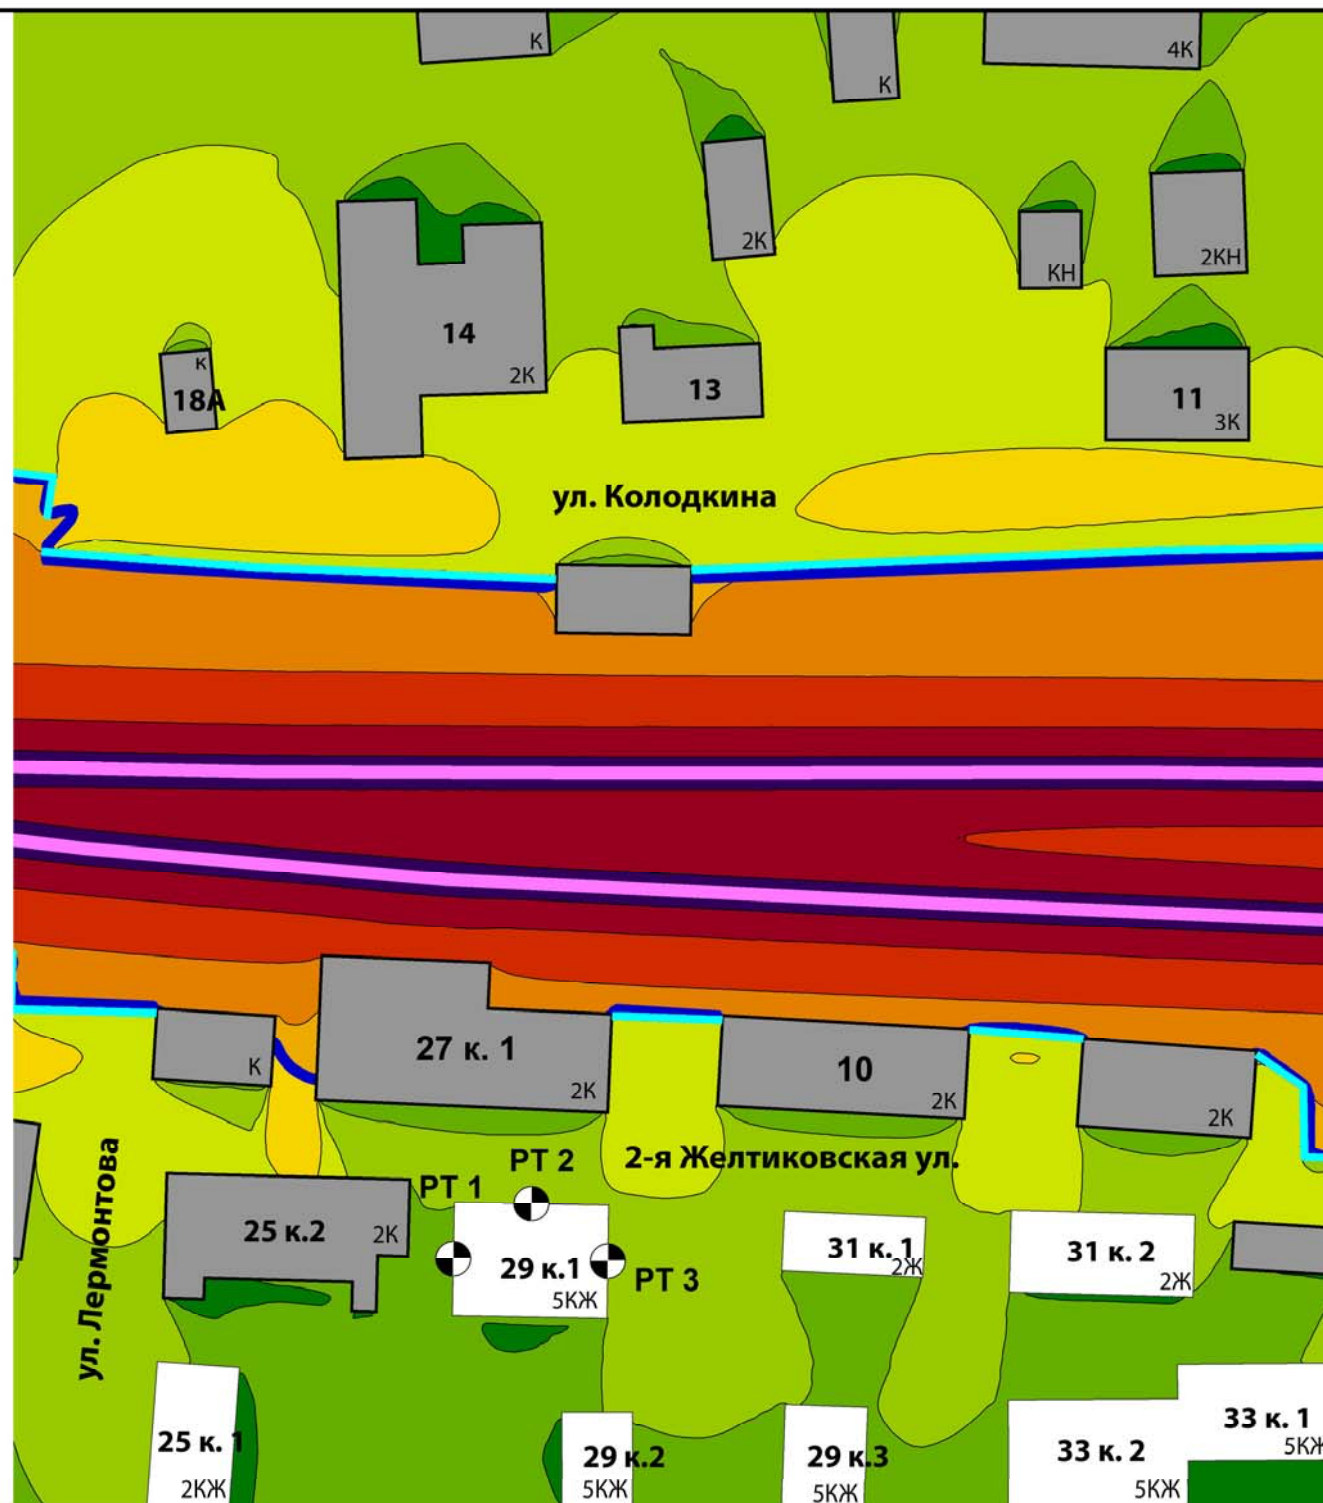 К
К
4К
2К
КН
2КН
14
2К
К
18А
13
11
3К
ул. Колодкина
К
27 к. 1
2К
10
2К
2К
ул. Лермонтова
РТ 2
2-я Желтиковская ул.
РТ 1
25 к.2
2К
29 к.1
5КЖ
РТ 3
31 к. 1
2Ж
31 к. 2
2Ж
25 к. 1
2КЖ
29 к.2
5КЖ
29 к.3
5КЖ
33 к. 2
5КЖ
33 к. 1
5КЖ